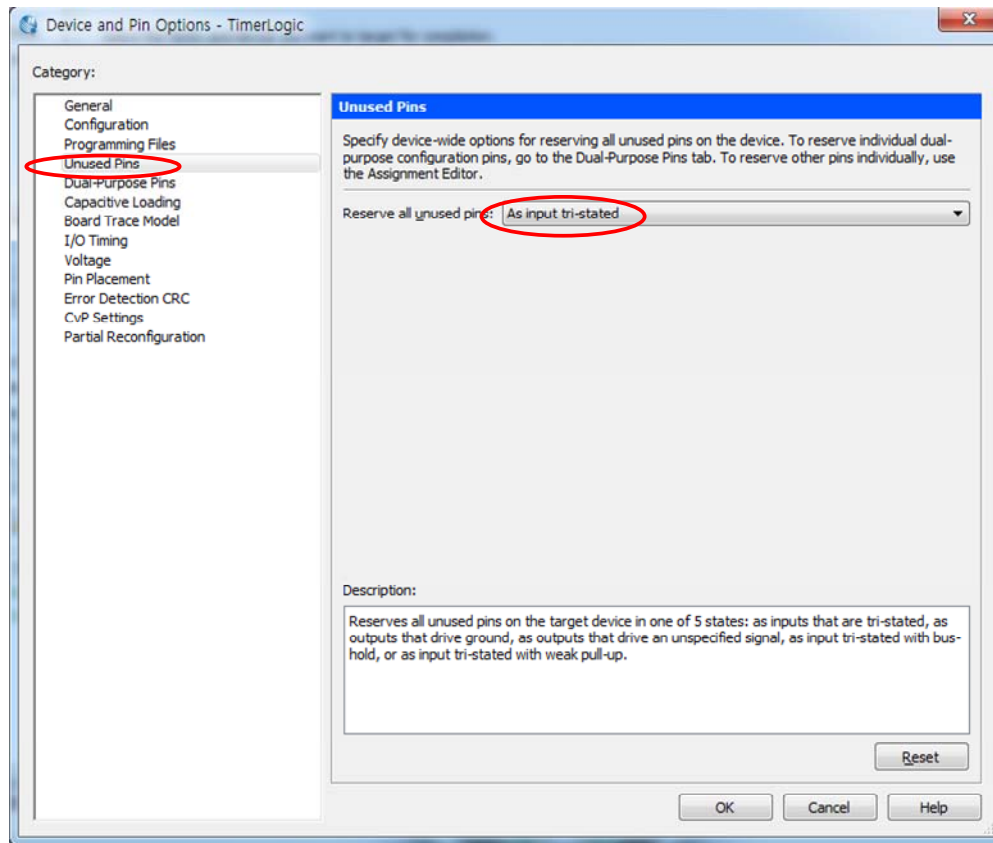 Device and Pin Options - TimerLogic
Category:
General
Configuration
Programming Files
Unused Pins
Dual-Purpose Pins
Capacitive Loading
Board Trace Model
I/O Timing
Voltage
Pin Placement
Error Detection CRC
CvP Settings
Partial Reconfiguration
Unused Pins
Specify device-wide options for reserving all unused pins on the device. To reserve individual dual-
purpose configuration pins, go to the Dual-Purpose Pins tab. To reserve other pins individually, use
the Assignment Editor.
Reserve all unused pins: As input tri-stated
Description:
Reserves all unused pins on the target device in one of 5 states: as inputs that are tri-stated, as
outputs that drive ground, as outputs that drive an unspecified signal, as input tri-stated with bus-
hold, or as input tri-stated with weak pull-up.
Reset
OK Cancel Help